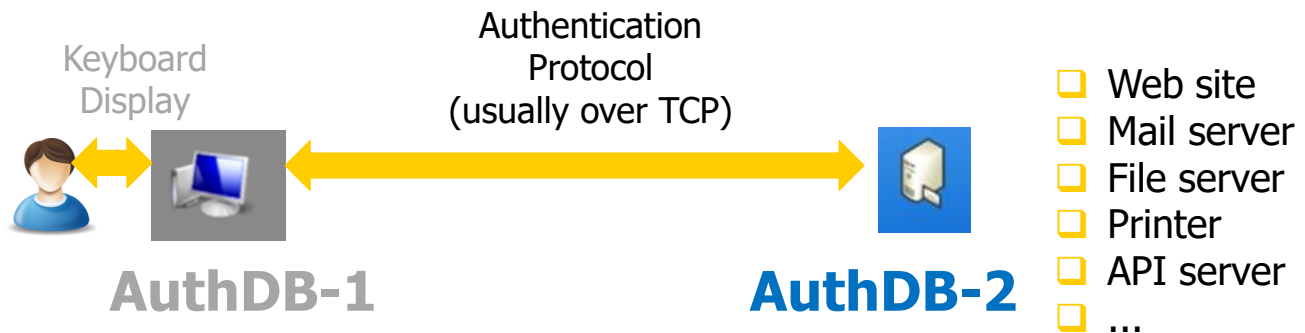 Keyboard
Display
Authentication
Protocol
(usually over TCP)
AuthDB-1
AuthDB-2
Web site
Mail server
File server
Printer
API server
...